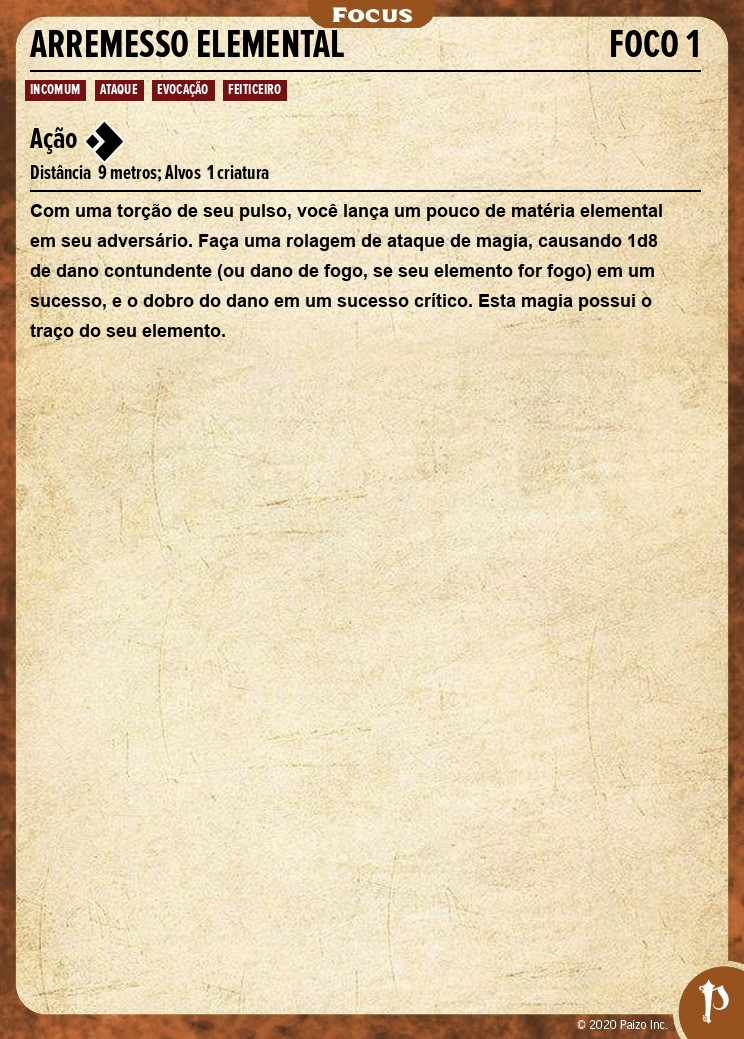 Focus
ARREMESSO ELEMENTAL FOCO 1
INCOMUM ATAQUE EVOCAÇÃO FEITICEIRO
Ação
Distância 9 metros; Alvos 1 criatura
Com uma torção de seu pulso, você lança um pouco de matéria elemental
em seu adversário. Faça uma rolagem de ataque de magia, causando 1d8
de dano contundente (ou dano de fogo, se seu elemento for fogo) em um
sucesso, e o dobro do dano em um sucesso crítico. Esta magia possui o
traço do seu elemento.
© 2020 Paizo Inc.